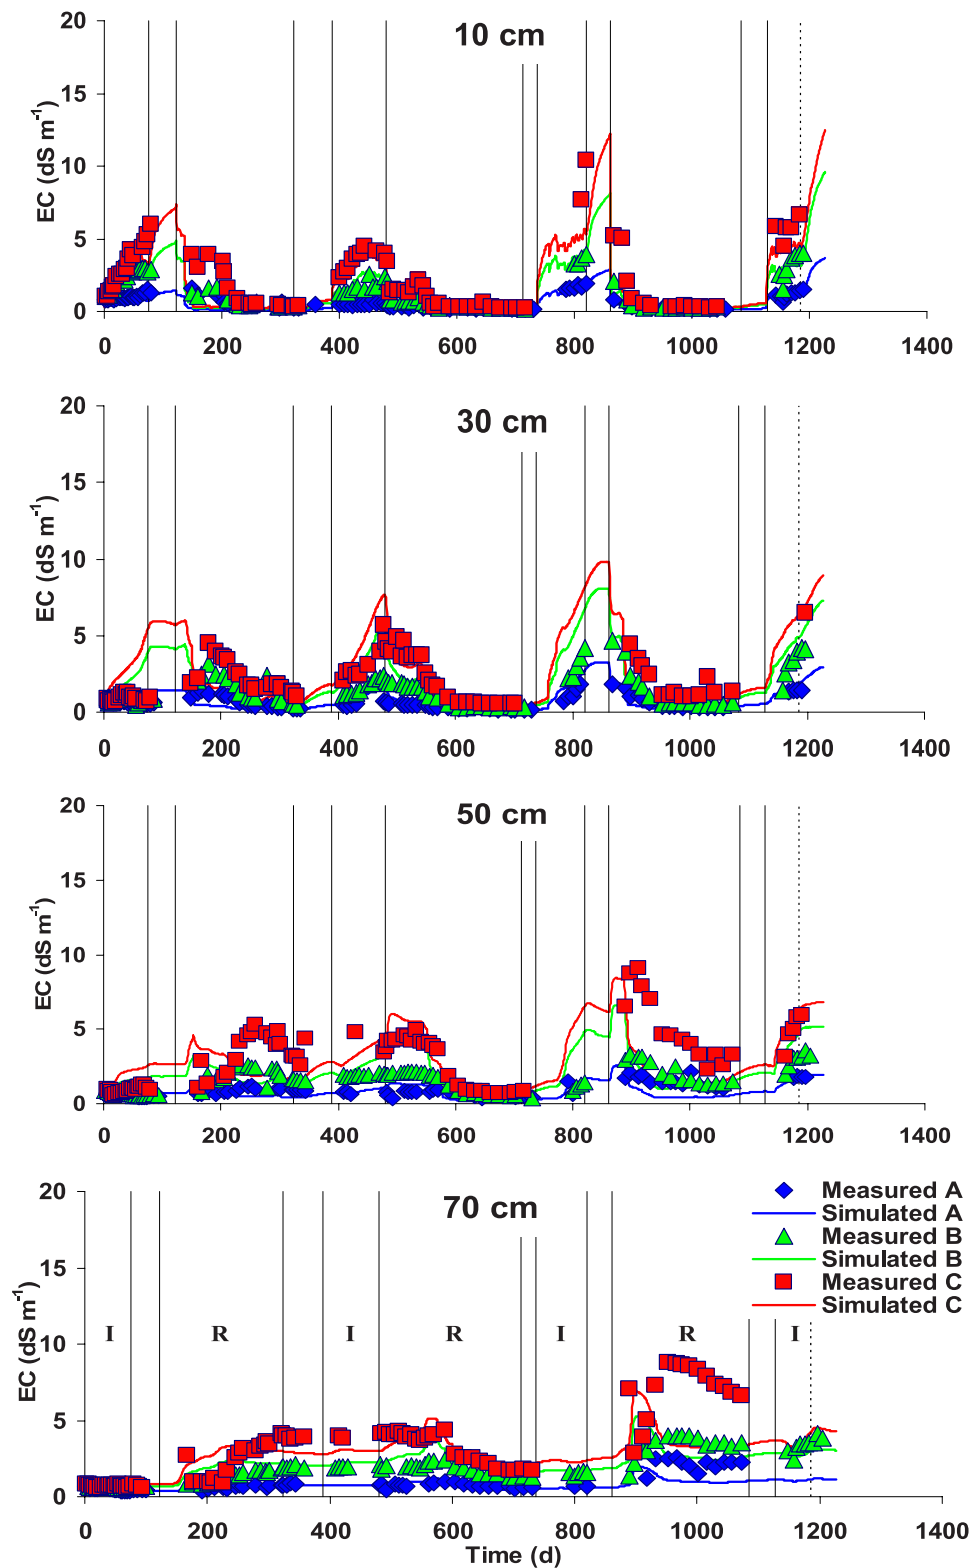 10 cm
EC (dS m⁻¹)
20
15
10
5
0
0 200 400 600 800 1000 1200 1400
30 cm
EC (dS m⁻¹)
20
15
10
5
0
0 200 400 600 800 1000 1200 1400
50 cm
EC (dS m⁻¹)
20
15
10
5
0
0 200 400 600 800 1000 1200 1400
70 cm
EC (dS m⁻¹)
20
15
10
5
0
Measured A
Simulated A
Measured B
Simulated B
Measured C
Simulated C
I R I R I R I
0 200 400 600 800 1000 1200 1400
Time (d)